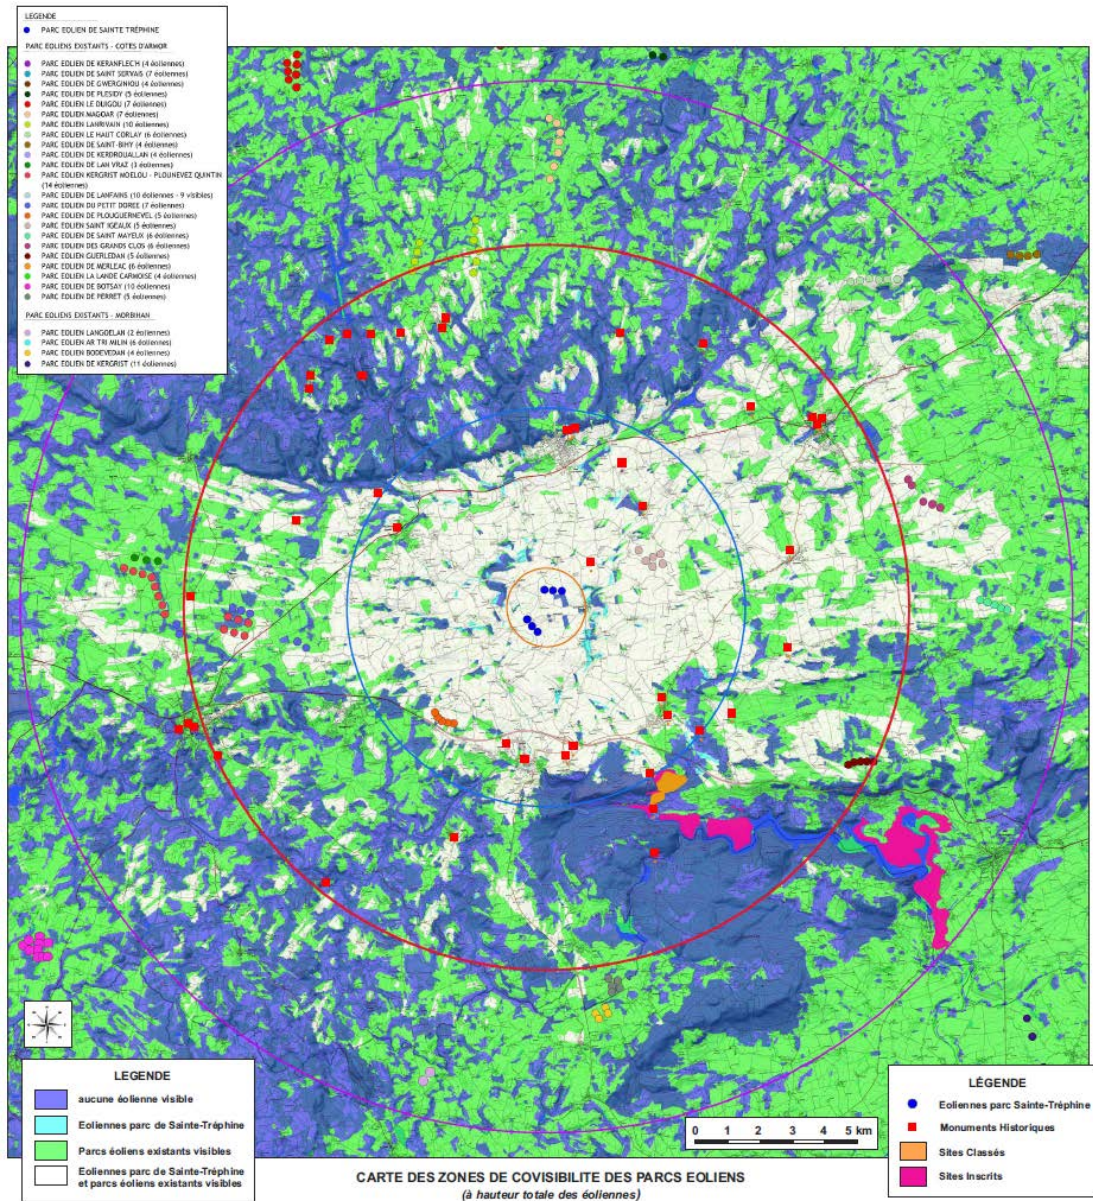 LEGENDE
PARC EOLIEN DE SAINTE TRÉPHINE
PARC EOLIENS EXISTANTS - COTES D'ARMOR
PARC EOLIEN DE KERANFLEC'H (4 éoliennes)
PARC EOLIEN DE SAINT SERVAIS (7 éoliennes)
PARC EOLIEN DE GWERGINIOU (4 éoliennes)
PARC EOLIEN DE PLESIDY (5 éoliennes)
PARC EOLIEN LE OUIGOU (7 éoliennes)
PARC EOLIEN MAGOAR (7 éoliennes)
PARC EOLIEN LANRIVAIN (10 éoliennes)
PARC EOLIEN LE HAUT CORLAY (6 éoliennes)
PARC EOLIEN DE SAINT-BIHY (4 éoliennes)
PARC EOLIEN DE KERDROUALLAN (4 éoliennes)
PARC EOLIEN DE LAN VRAZ (3 éoliennes)
PARC EOLIEN KERGRIST MOELOU - PLOUNEVEZ QUINTIN
(14 éoliennes)
PARC EOLIEN DE LANFAINS (10 éoliennes - 9 visibles)
PARC EOLIEN DU PETIT DOREE (7 éoliennes)
PARC EOLIEN DE PLOUGUERNEVEL (5 éoliennes)
PARC EOLIEN SAINT IGEAUX (5 éoliennes)
PARC EOLIEN DE SAINT MAYEUX (6 éoliennes)
PARC EOLIEN DES GRANDS CLOS (6 éoliennes)
PARC EOLIEN GUERLEDAN (5 éoliennes)
PARC EOLIEN DE MERLEAC (6 éoliennes)
PARC EOLIEN LA LANDE CARMOISE (4 éoliennes)
PARC EOLIEN DE BOTSAY (10 éoliennes)
PARC EOLIEN DE PERRET (5 éoliennes)
PARC EOLIENS EXISTANTS - MORBIHAN
PARC EOLIEN LANGOELAN (2 éoliennes)
PARC EOLIEN AR TRI MILIN (6 éoliennes)
PARC EOLIEN BODEVEDAN (4 éoliennes)
PARC EOLIEN DE KERGRIST (11 éoliennes)
LEGENDE
aucune éolienne visible
Eoliennes parc de Sainte-Tréphine
Parcs éoliens existants visibles
Eoliennes parc de Sainte-Tréphine
et parcs éoliens existants visibles
0 1 2 3 4 5 km
LÉGENDE
Eoliennes parc Sainte-Tréphine
Monuments Historiques
Sites Classés
Sites Inscrits
CARTE DES ZONES DE COVISIBILITE DES PARCS EOLIENS
(à hauteur totale des éoliennes)